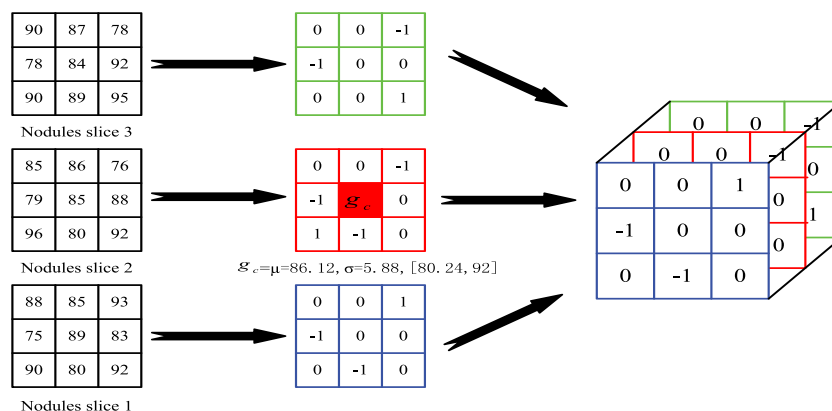 90 87 78
78 84 92
90 89 95
Nodules slice 3
0 0 -1
-1 0 0
0 0 1
85 86 76
79 85 88
96 80 92
Nodules slice 2
0 0 -1
-1 g c 0
1 -1 0
g c=μ=86.12, σ=5.88, [80.24, 92]
88 85 93
75 89 83
90 80 92
Nodules slice 1
0 0 1
-1 0 0
0 -1 0
0 0 -1
0
1
0 0 -1
0
0
0 0 1
-1 0 0
0 -1 0